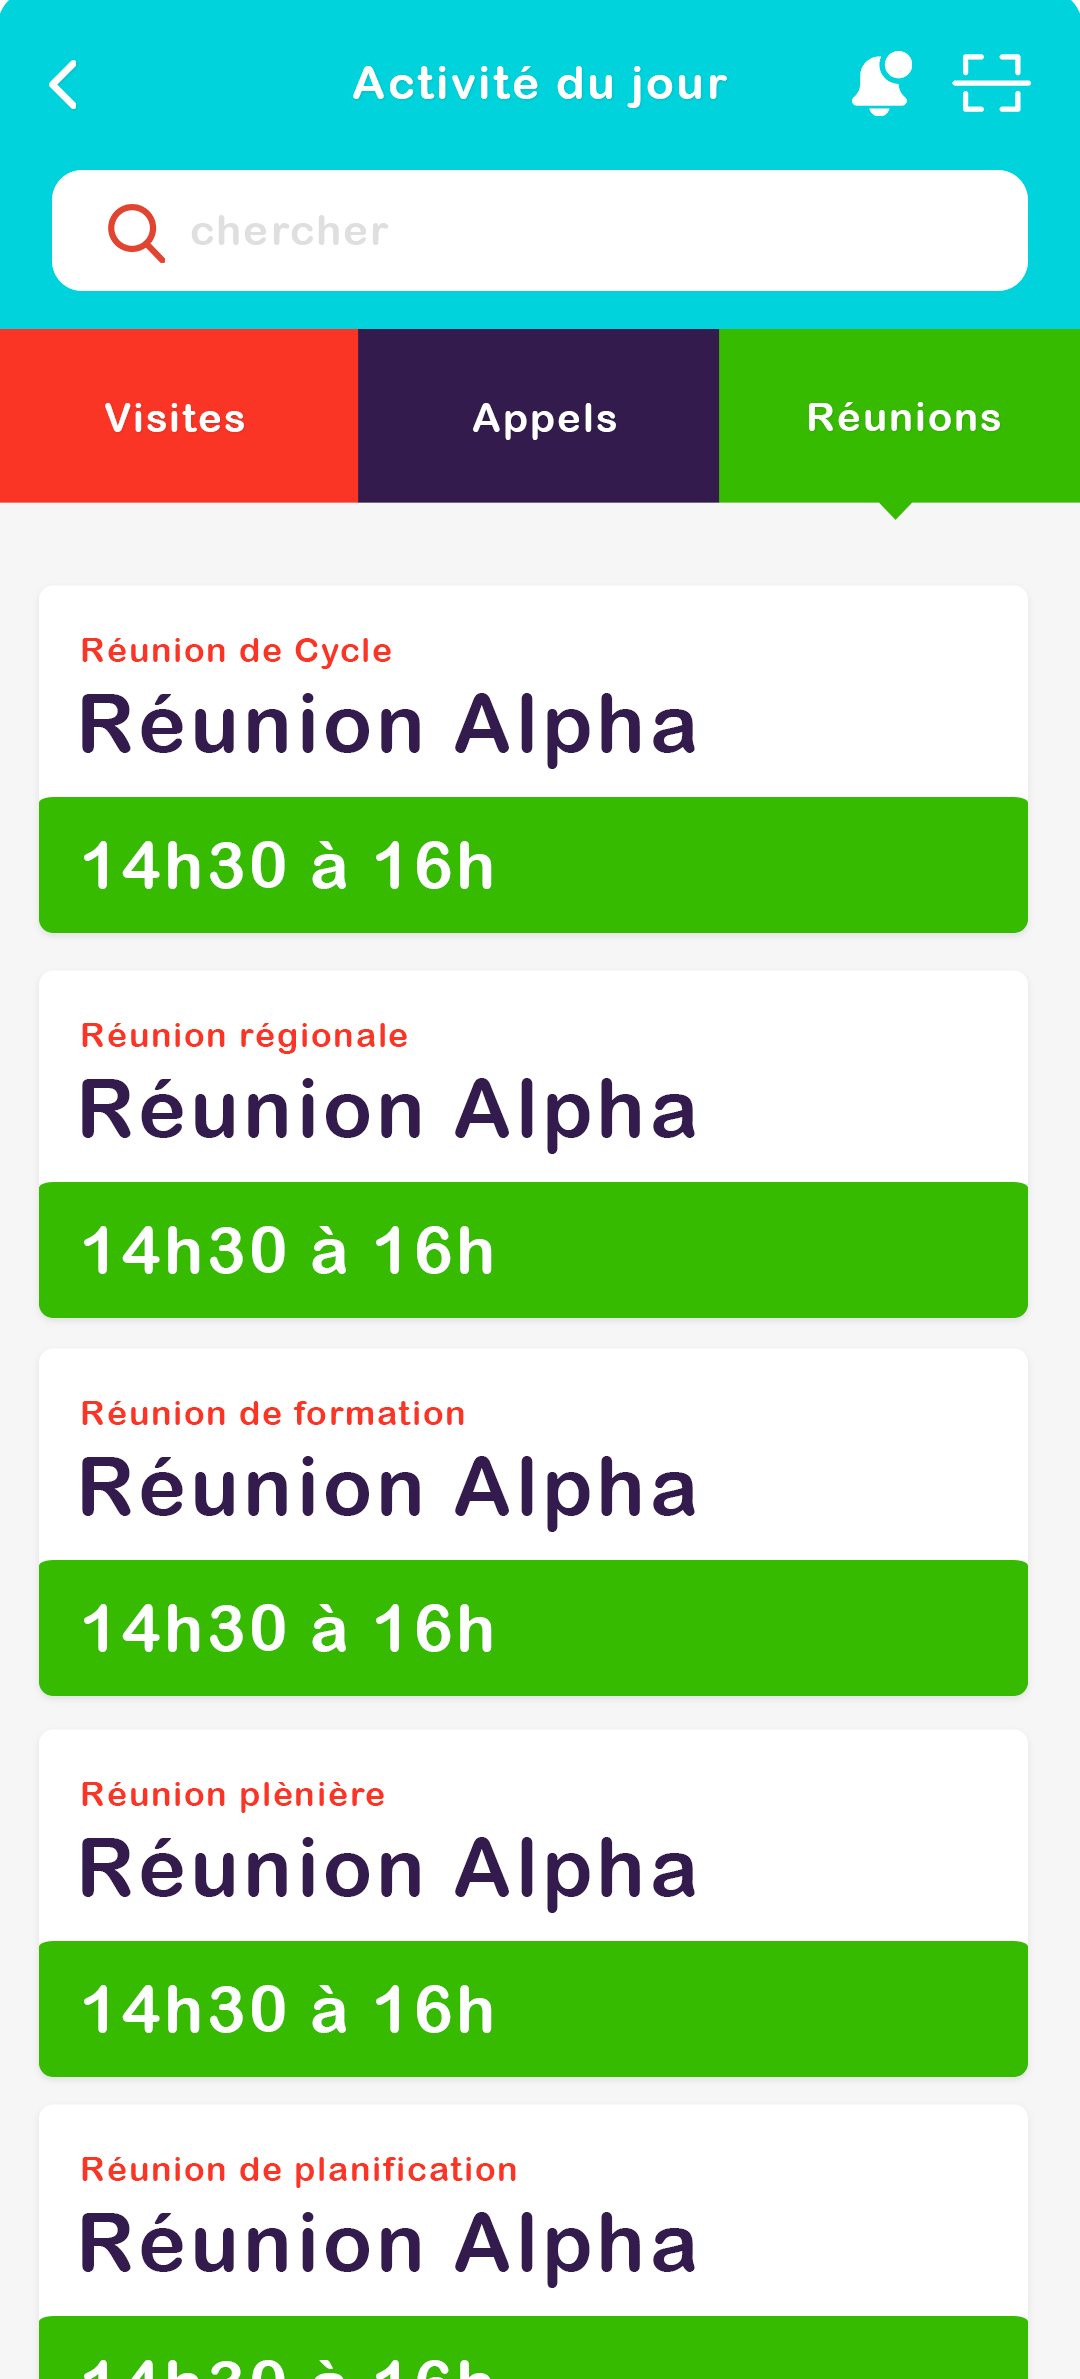 Activité du jour
chercher
Visites
Appels
Réunions
Réunion de Cycle
Réunion Alpha
14h30 à 16h
Réunion régionale
Réunion Alpha
14h30 à 16h
Réunion de formation
Réunion Alpha
14h30 à 16h
Réunion plènière
Réunion Alpha
14h30 à 16h
Réunion de planification
Réunion Alpha
14h30 à 16h